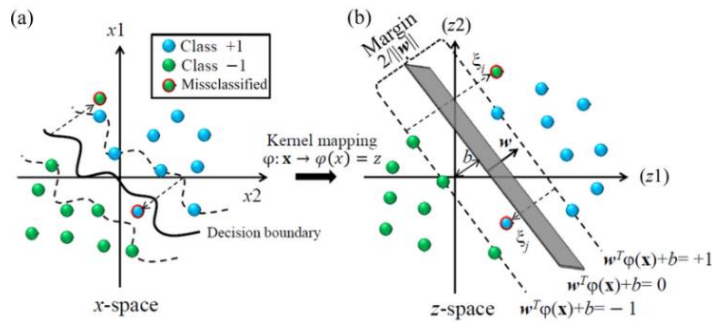 (a)
x1
Class +1
Class −1
Missclassified
ξi
x2
Decision boundary
x-space
Kernel mapping
φ: x → φ(x) = z
(b)
(z2)
Margin
2/||w||
ξi
w
b
(z1)
ξj
wᵀφ(x)+b= +1
wᵀφ(x)+b= 0
wᵀφ(x)+b= − 1
z-space